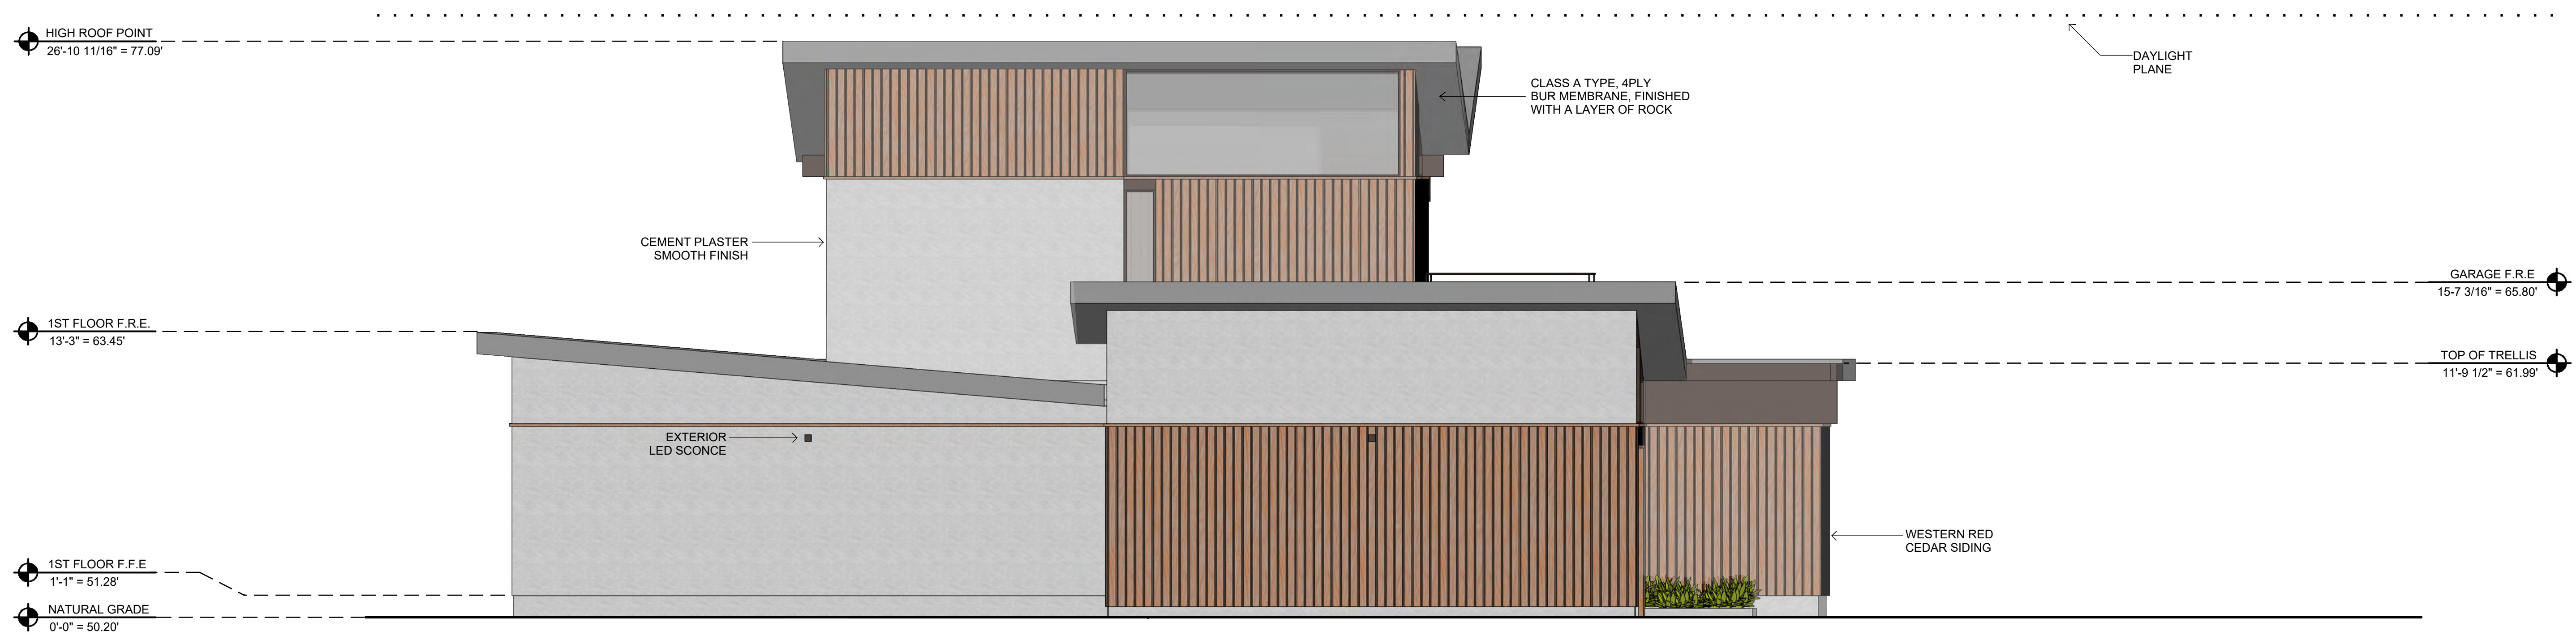 HIGH ROOF POINT
26'-10 11/16" = 77.09'
DAYLIGHT
PLANE
CLASS A TYPE, 4PLY
BUR MEMBRANE, FINISHED
WITH A LAYER OF ROCK
CEMENT PLASTER
SMOOTH FINISH
GARAGE F.R.E
15-7 3/16" = 65.80'
1ST FLOOR F.R.E.
13'-3" = 63.45'
TOP OF TRELLIS
11'-9 1/2" = 61.99'
EXTERIOR
LED SCONCE
WESTERN RED
CEDAR SIDING
1ST FLOOR F.F.E
1'-1" = 51.28'
NATURAL GRADE
0'-0" = 50.20'